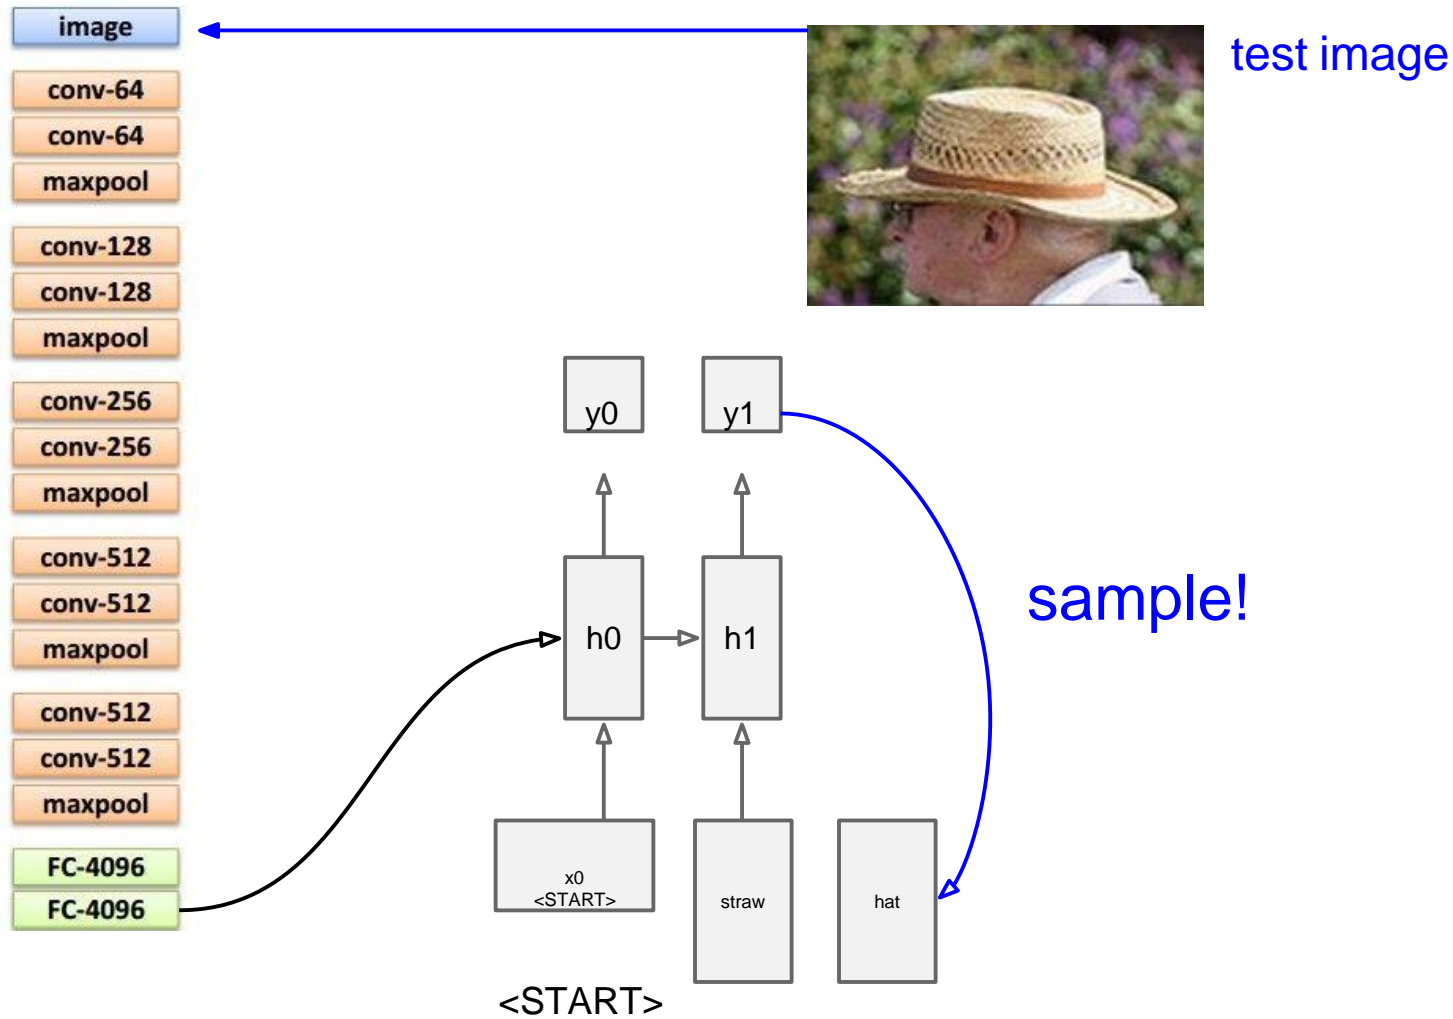 image
conv-64
conv-64
maxpool
conv-128
conv-128
maxpool
conv-256
conv-256
maxpool
conv-512
conv-512
maxpool
conv-512
conv-512
maxpool
FC-4096
FC-4096
test image
y0
y1
sample!
h0
h1
x0
<START>
straw
hat
<START>